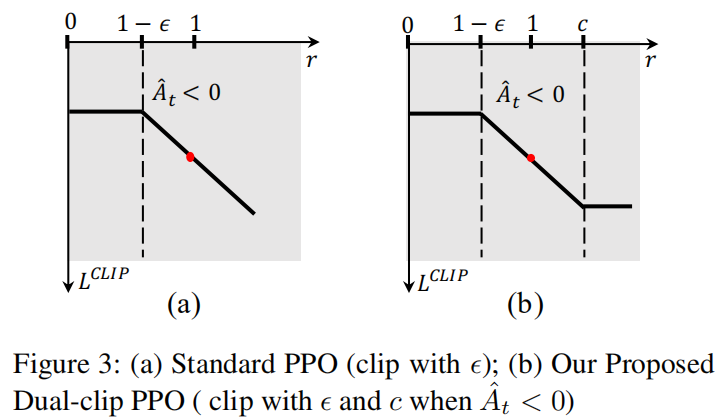 0 1 − ϵ 1
r
Â_t < 0
L^{CLIP}
(a)
0 1 − ϵ 1 c
r
Â_t < 0
L^{CLIP}
(b)
Figure 3: (a) Standard PPO (clip with ϵ); (b) Our Proposed
Dual-clip PPO ( clip with ϵ and c when Â_t < 0)